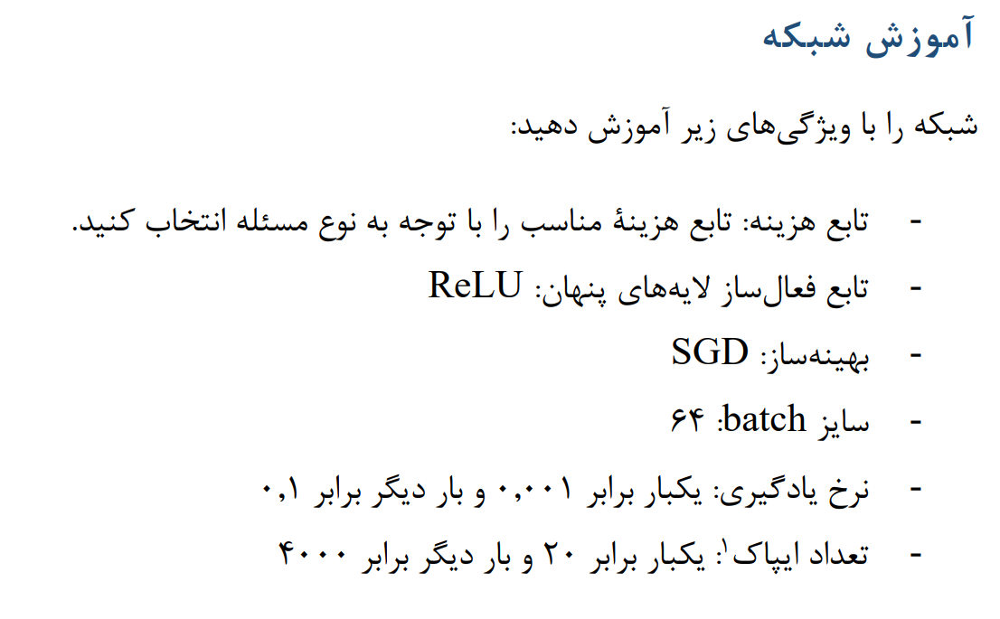 آموزش شبکه
شبکه را با ویژگی‌های زیر آموزش دهید:
- تابع هزینه: تابع هزینهٔ مناسب را با توجه به نوع مسئله انتخاب کنید.
- تابع فعال‌ساز لایه‌های پنهان: ReLU
- بهینه‌ساز: SGD
- سایز batch: ۶۴
- نرخ یادگیری: یکبار برابر ۰,۰۰۱ و بار دیگر برابر ۰,۱
- تعداد ایپاک۱: یکبار برابر ۲۰ و بار دیگر برابر ۴۰۰۰